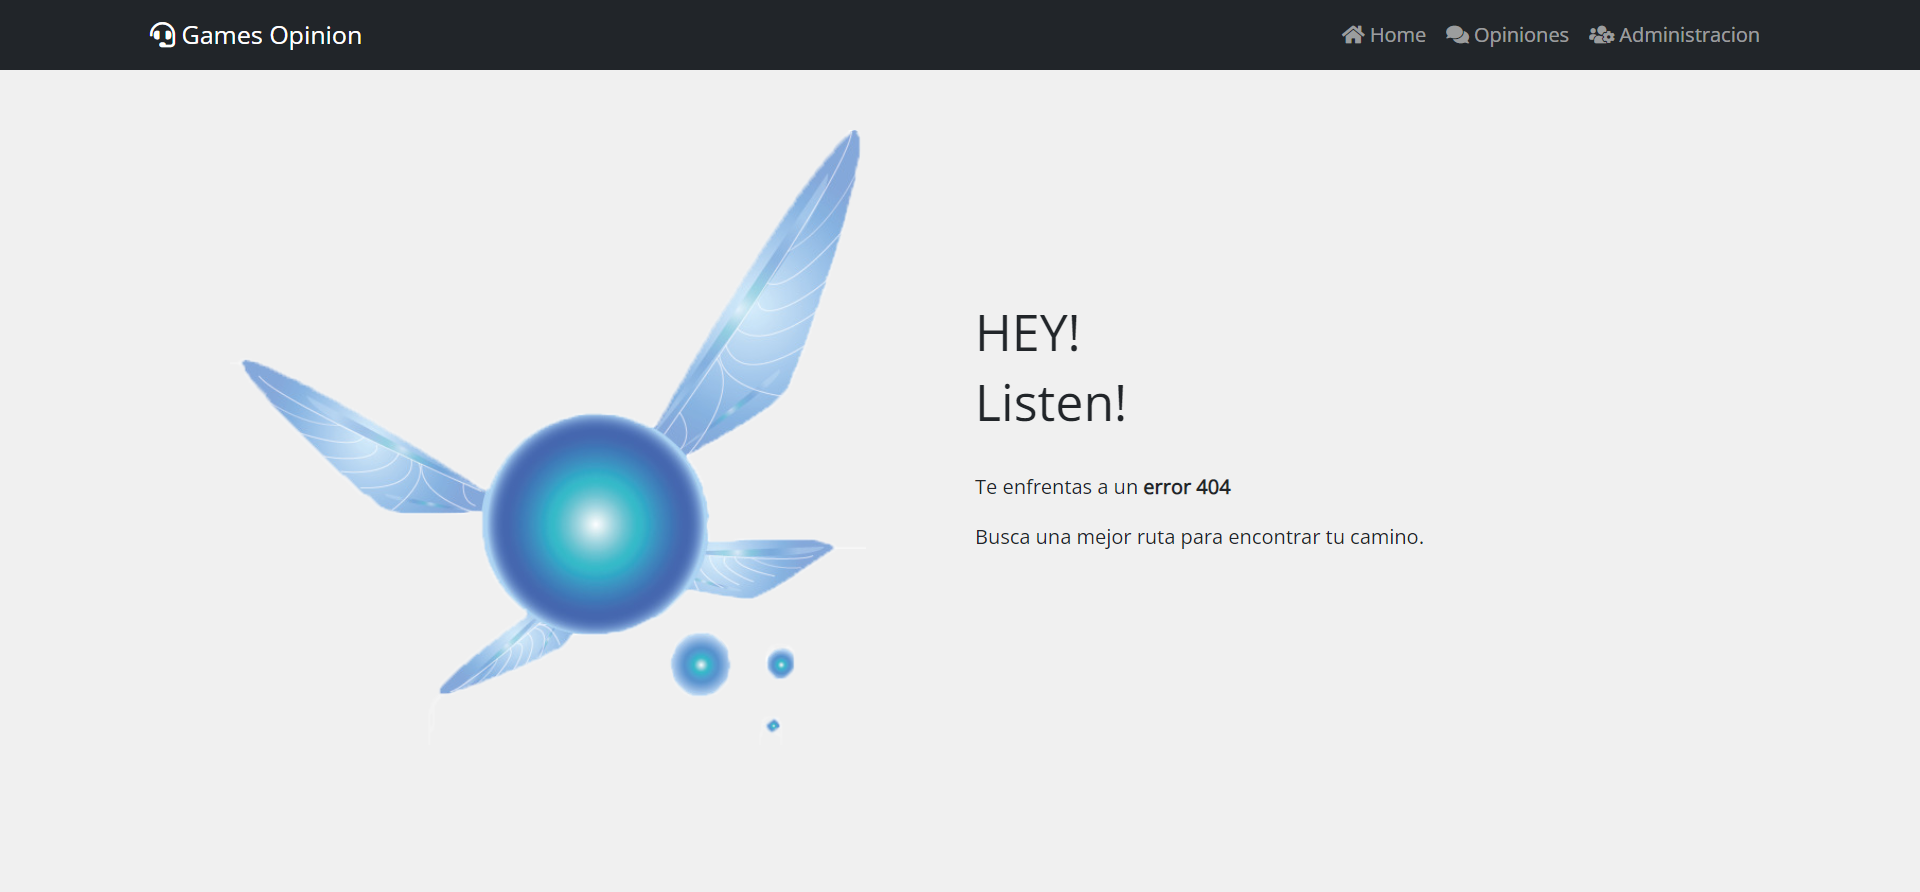 Games Opinion
Home
Opiniones
Administracion
HEY!
Listen!
Te enfrentas a un error 404
Busca una mejor ruta para encontrar tu camino.